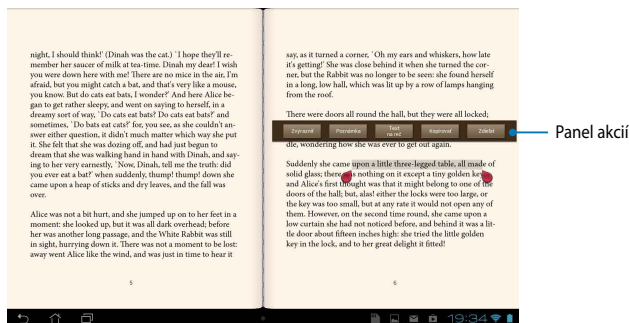 night, I should think!' (Dinah was the cat.) `I hope they'll re-
member her saucer of milk at tea-time. Dinah my dear! I wish
you were down here with me! There are no mice in the air, I'm
afraid, but you might catch a bat, and that's very like a mouse,
you know. But do cats eat bats, I wonder?' And here Alice be-
gan to get rather sleepy, and went on saying to herself, in a
dreamy sort of way, `Do cats eat bats? Do cats eat bats?' and
sometimes, `Do bats eat cats?' for, you see, as she couldn't an-
swer either question, it didn't much matter which way she put
it. She felt that she was dozing off, and had just begun to
dream that she was walking hand in hand with Dinah, and say-
ing to her very earnestly, `Now, Dinah, tell me the truth: did
you ever eat a bat?' when suddenly, thump! thump! down she
came upon a heap of sticks and dry leaves, and the fall was
over.
Alice was not a bit hurt, and she jumped up on to her feet in a
moment: she looked up, but it was all dark overhead; before
her was another long passage, and the White Rabbit was still
in sight, hurrying down it. There was not a moment to be lost:
away went Alice like the wind, and was just in time to hear it
5
say, as it turned a corner, `Oh my ears and whiskers, how late
it's getting!' She was close behind it when she turned the cor-
ner, but the Rabbit was no longer to be seen: she found herself
in a long, low hall, which was lit up by a row of lamps hanging
from the roof.
There were doors all round the hall, but they were all locked;
Zvýrazniť
Poznámka
Text
na reč
Kopírovať
Zdieľať
Panel akcií
dle, wondering how she was ever to get out again.
Suddenly she came upon a little three-legged table, all made of
solid glass; there was nothing on it except a tiny golden key,
and Alice's first thought was that it might belong to one of the
doors of the hall; but, alas! either the locks were too large, or
the key was too small, but at any rate it would not open any of
them. However, on the second time round, she came upon a
low curtain she had not noticed before, and behind it was a lit-
tle door about fifteen inches high: she tried the little golden
key in the lock, and to her great delight it fitted!
6
19:34